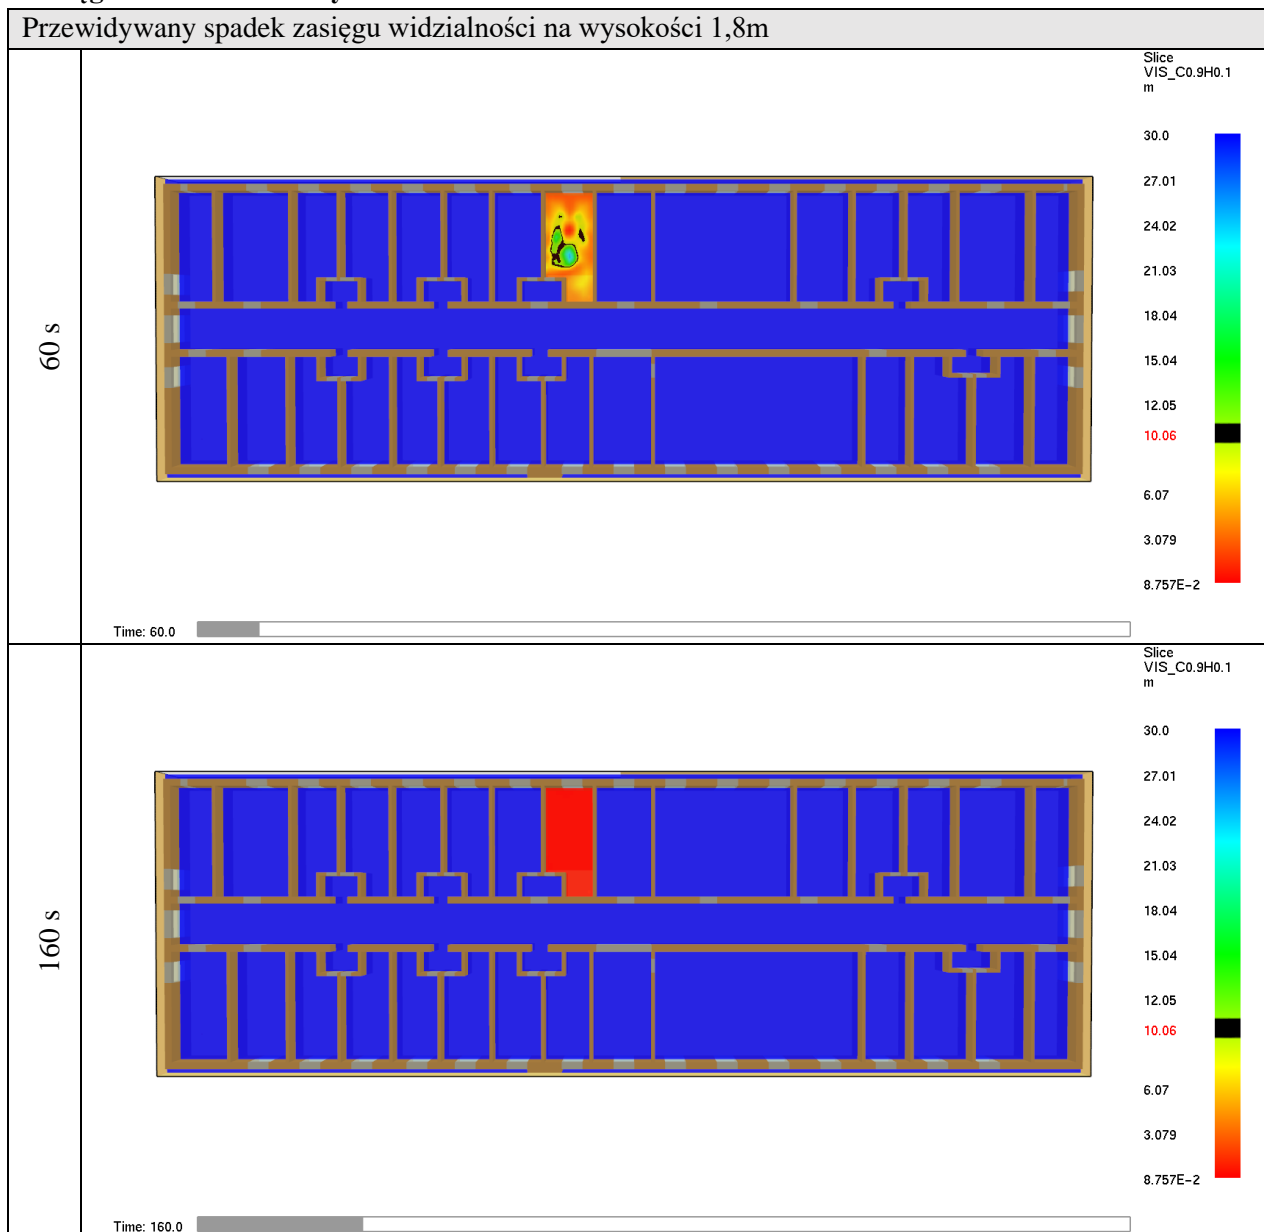 Przewidywany spadek zasięgu widzialności na wysokości 1,8m
60 s
Slice
VIS_C0.9H0.1
m
30.0
27.01
24.02
21.03
18.04
15.04
12.05
10.06
6.07
3.079
8.757E-2
Time: 60.0
160 s
Slice
VIS_C0.9H0.1
m
30.0
27.01
24.02
21.03
18.04
15.04
12.05
10.06
6.07
3.079
8.757E-2
Time: 160.0